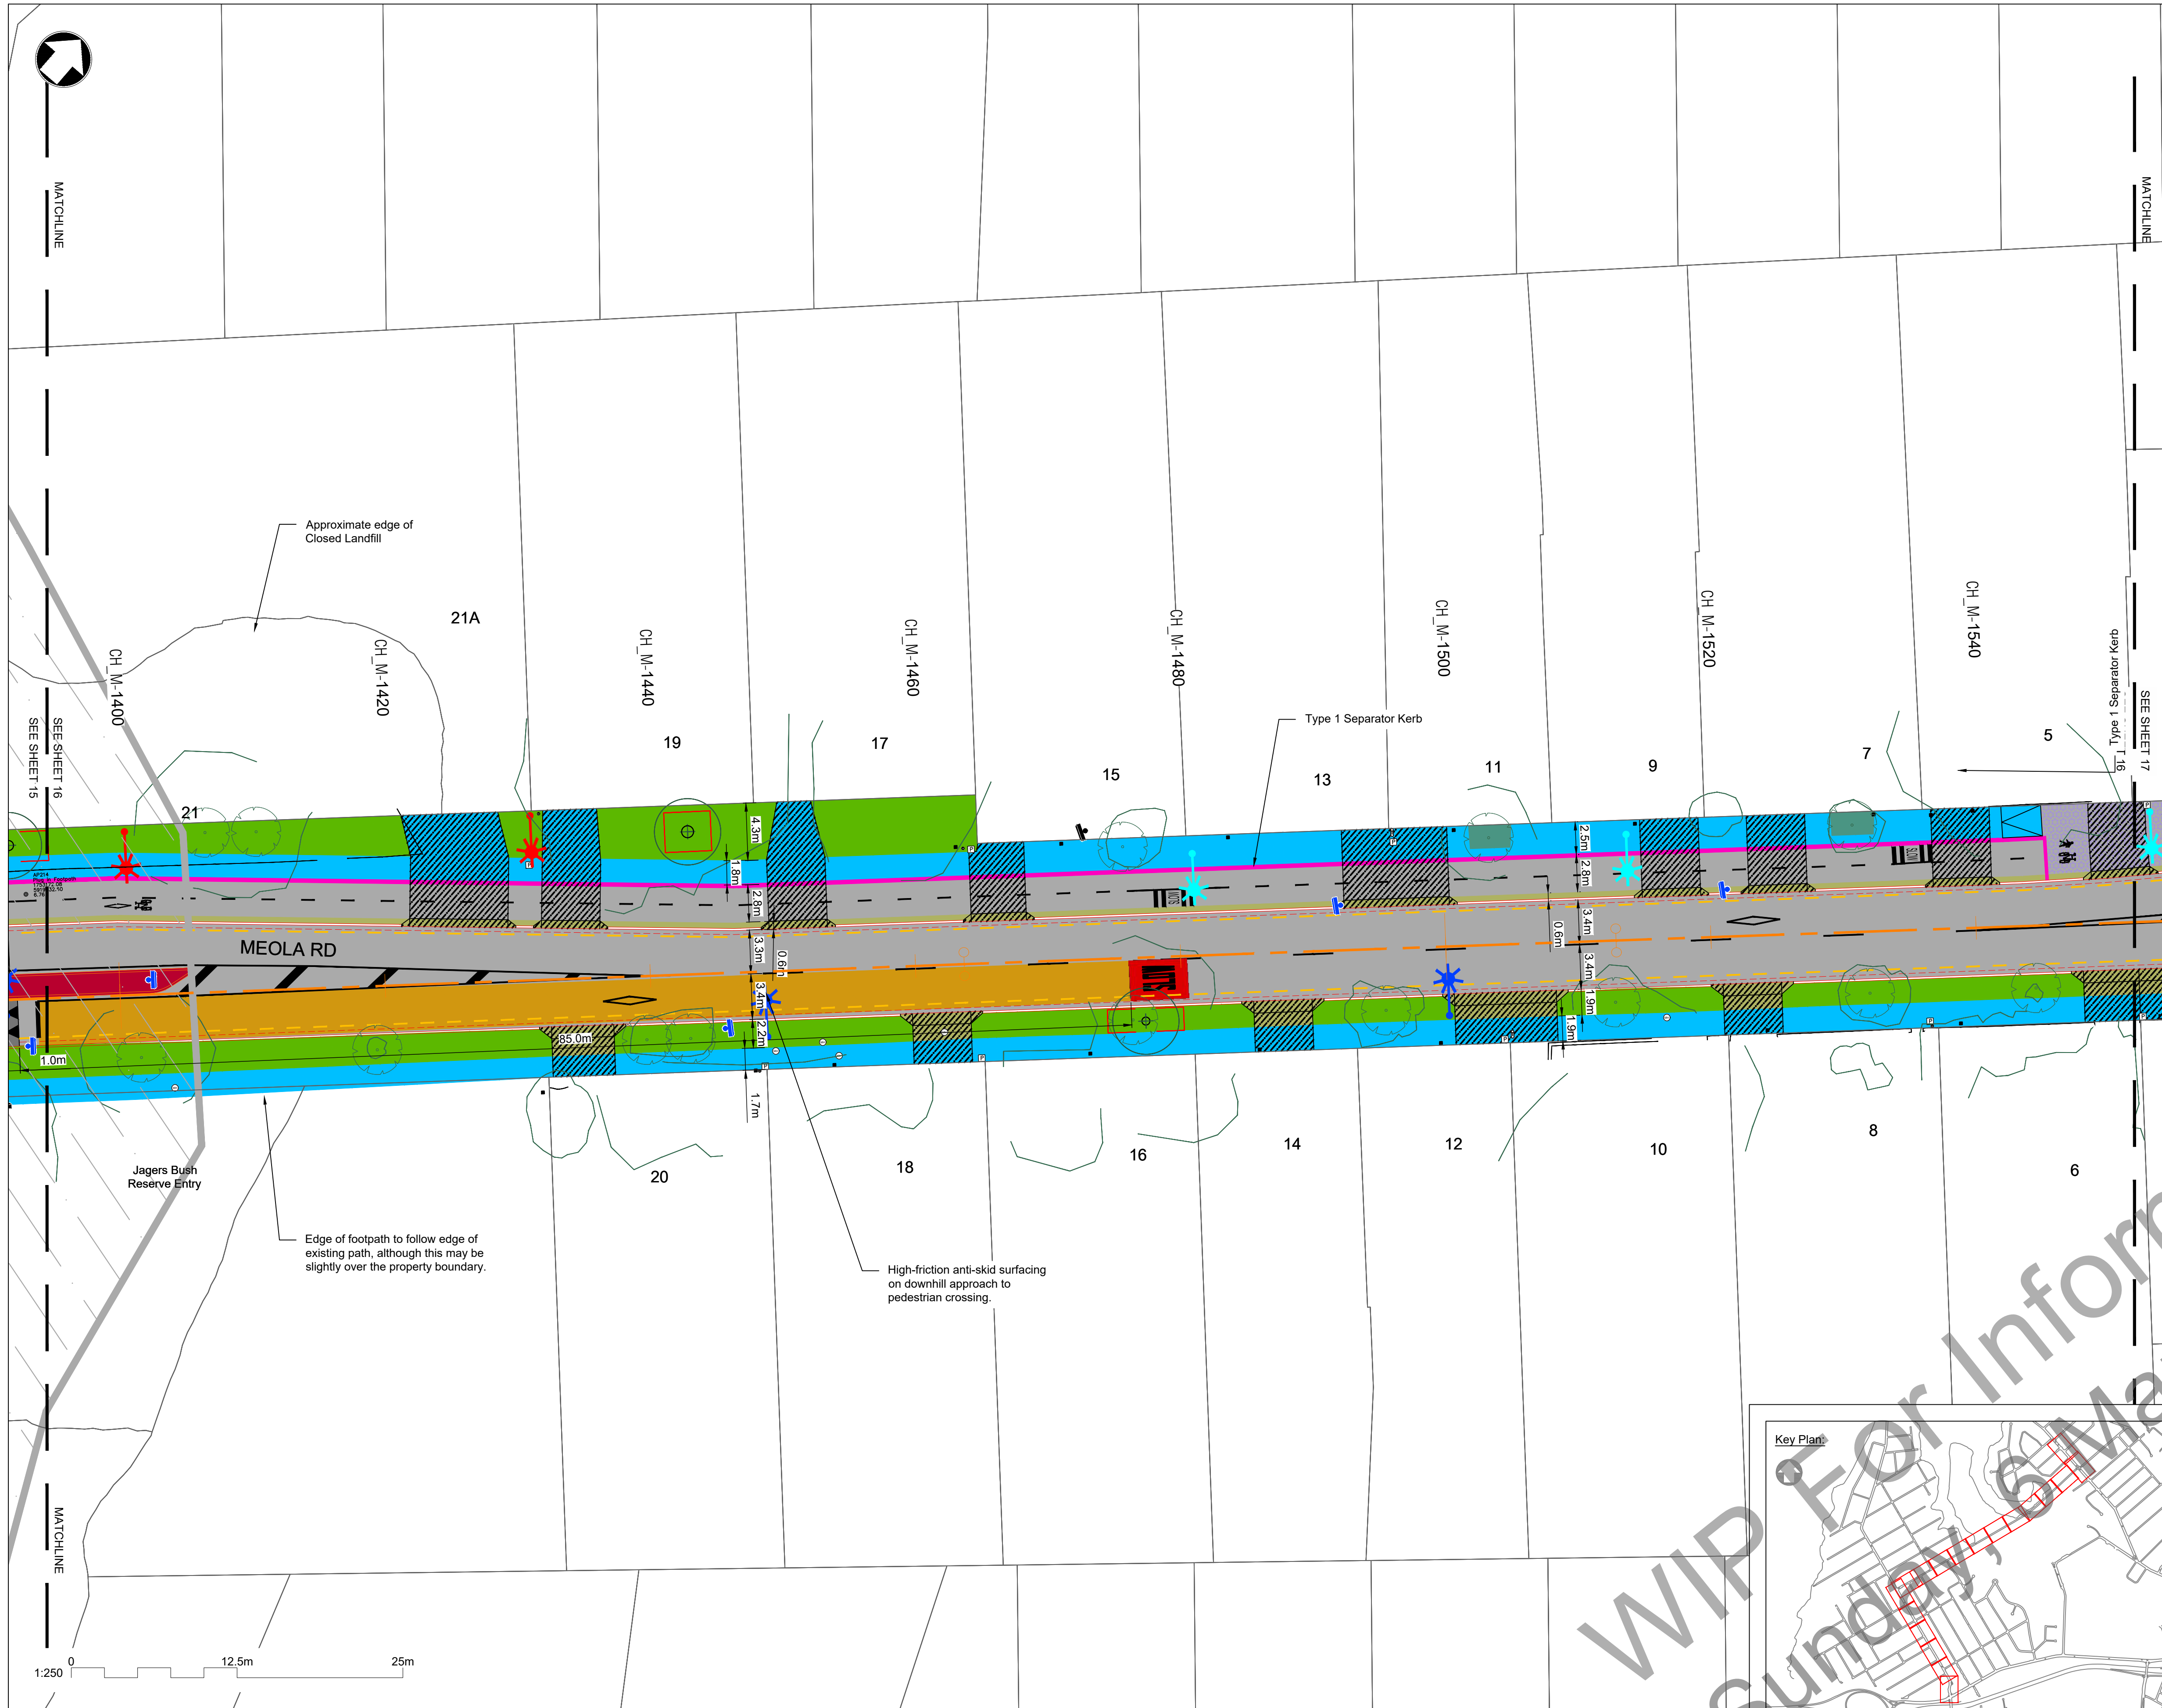 MATCHLINE
MATCHLINE
Approximate edge of
Closed Landfill
21A
CH_M-1400
CH_M-1420
CH_M-1440
CH_M-1460
CH_M-1480
CH_M-1500
CH_M-1520
CH_M-1540
Type 1 Separator Kerb
SEE SHEET 15
SEE SHEET 16
Type 1 Separator Kerb
16
SEE SHEET 17
21
19
17
15
13
11
9
7
5
4.3m
1.8m
2.8m
3.3m
0.6m
3.4m
2.2m
1.7m
2.5m
2.8m
0.6m
3.4m
3.4m
1.9m
1.9m
SLOW
SLOW
MEOLA RD
SLOW
1.0m
85.0m
20
18
16
14
12
10
8
6
Jagers Bush
Reserve Entry
Edge of footpath to follow edge of
existing path, although this may be
slightly over the property boundary.
High-friction anti-skid surfacing
on downhill approach to
pedestrian crossing.
MATCHLINE
Key Plan:
WIP For Inform
Sunday, 6 Ma
1:250
0
12.5m
25m